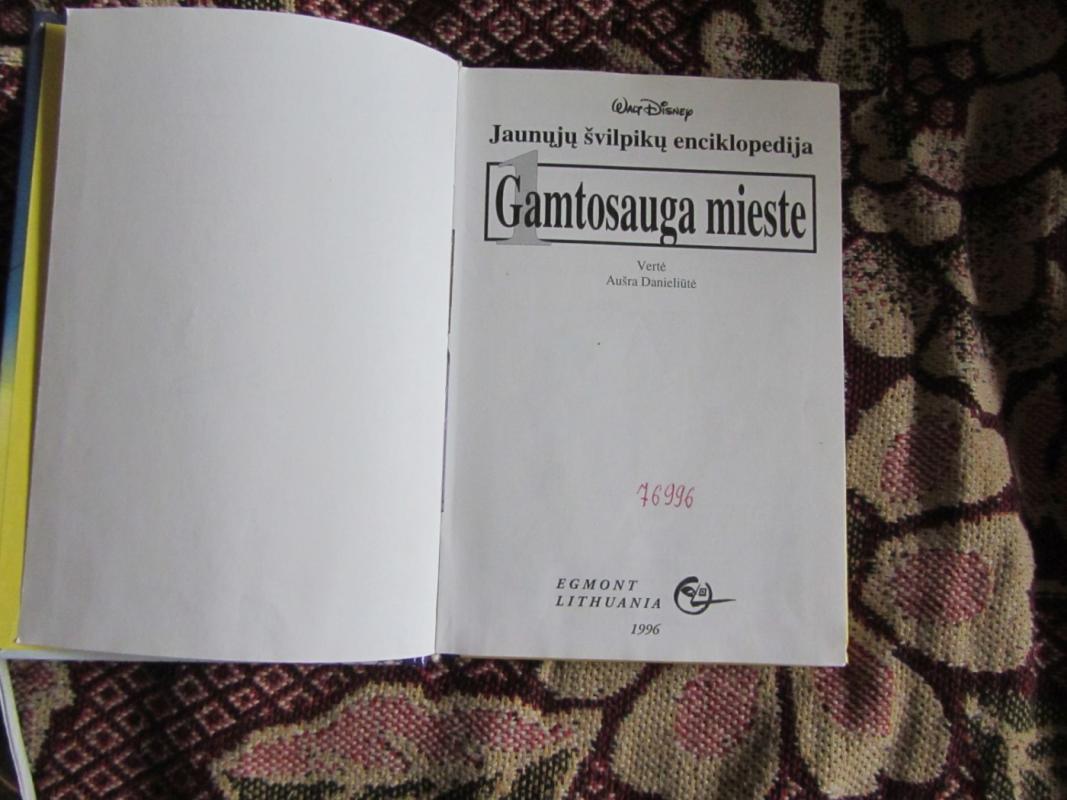 Walt Disney
Jaunųjų švilpikų enciklopedija
1
Gamtosauga mieste
Vertė
Aušra Danieliūtė
76996
EGMONT
LITHUANIA
1996